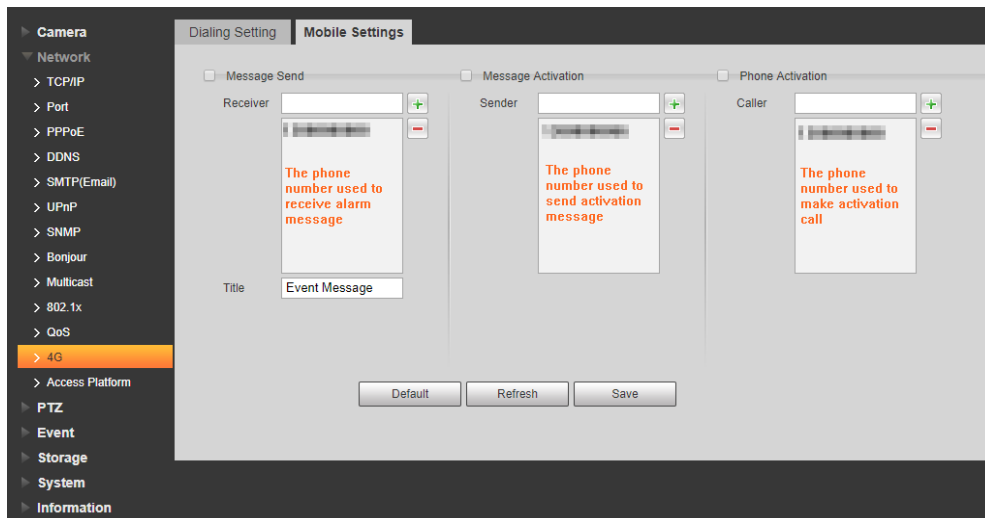 Camera
Network
TCP/IP
Port
PPPoE
DDNS
SMTP(Email)
UPnP
SNMP
Bonjour
Multicast
802.1x
QoS
4G
Access Platform
PTZ
Event
Storage
System
Information
Dialing Setting
Mobile Settings
Message Send
Receiver
The phone
number used to
receive alarm
message
Title
Event Message
Message Activation
Sender
The phone
number used to
send activation
message
Phone Activation
Caller
The phone
number used to
make activation
call
Default
Refresh
Save